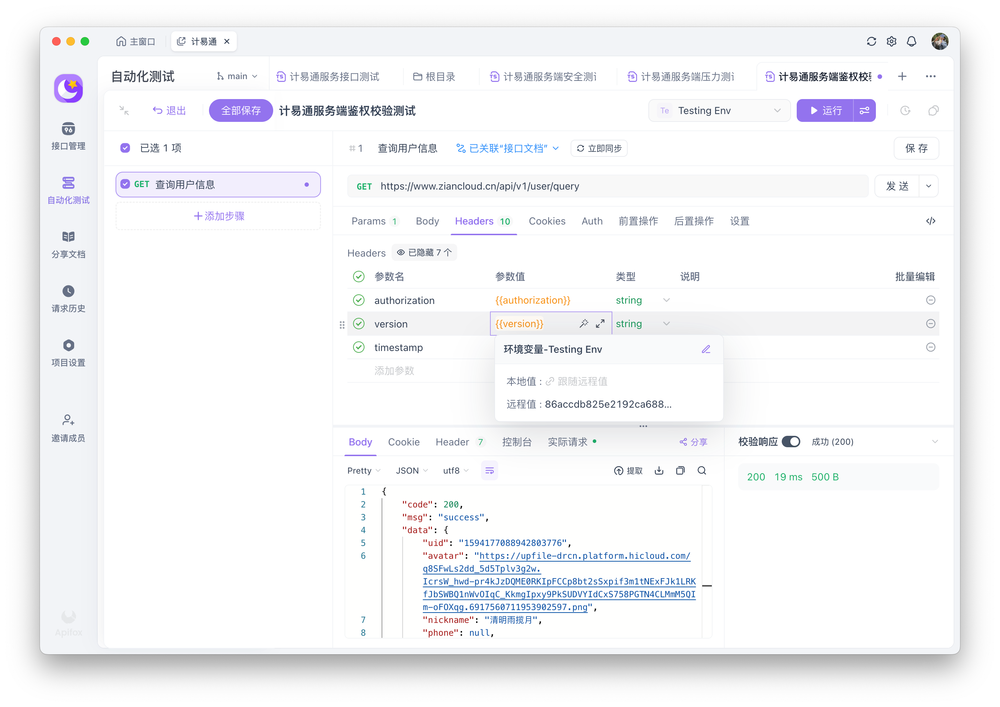 主窗口
计易通
自动化测试
main
计易通服务接口测试
根目录
计易通服务端安全测
计易通服务端压力测
计易通服务端鉴权校
退出
全部保存
计易通服务端鉴权校验测试
Te
Testing Env
运行
接口管理
自动化测试
分享文档
请求历史
项目设置
邀请成员
Apifox
已选 1 项
GET 查询用户信息
添加步骤
#1 查询用户信息 已关联“接口文档” 立即同步
保 存
GET https://www.ziancloud.cn/api/v1/user/query
发 送
Params 1 Body Headers 10 Cookies Auth 前置操作 后置操作 设置
Headers 已隐藏 7 个
参数名 参数值 类型 说明 批量编辑
authorization {{authorization}} string
version {{version}} string
timestamp
添加参数
环境变量-Testing Env
本地值 : 跟随远程值
远程值 : 86accdb825e2192ca688...
Body Cookie Header 7 控制台 实际请求 分享
校验响应 成功 (200)
Pretty JSON utf8 提取
200 19 ms 500 B
1 {
2 "code": 200,
3 "msg": "success",
4 "data": {
5 "uid": "1594177088942803776",
6 "avatar": "https://upfile-drcn.platform.hicloud.com/
q8SFwLs2dd_5d5Tplv3g2w.
IcrsW_hwd-pr4kJzDQME0RKIpFCCp8bt2sSxpif3m1tNExFJk1LRK
fJbSWBQ1nWvOIqC_KkmgIpxy9PkSUDVYIdCxS758PGTN4CLMmM5QI
m-oFOXqg.6917560711953902597.png",
7 "nickname": "清明雨揽月",
8 "phone": null,